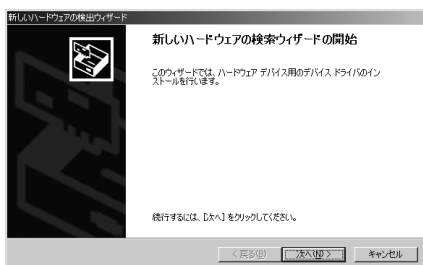 新しいハードウェアの検出ウィザード
新しいハードウェアの検索ウィザードの開始
このウィザードでは、ハードウェア デバイス用のデバイス ドライバのイン
ストールを行います。
続行するには、[次へ] をクリックしてください。
< 戻る(B)
次へ(N) >
キャンセル